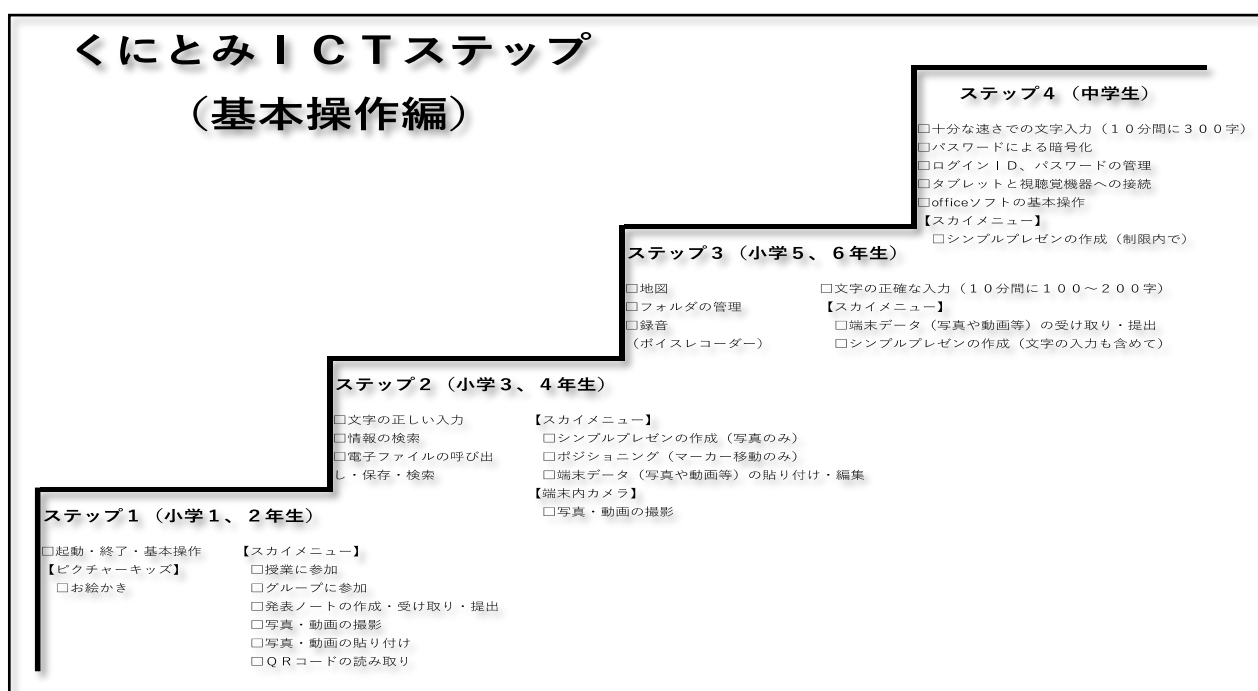 くにとみＩＣＴステップ
（基本操作編）
ステップ４（中学生）
□十分な速さでの文字入力（１０分間に３００字）
□パスワードによる暗号化
□ログインＩＤ、パスワードの管理
□タブレットと視聴覚機器への接続
□officeソフトの基本操作
【スカイメニュー】
□シンプルプレゼンの作成（制限内で）
ステップ３（小学５、６年生）
□地図
□フォルダの管理
□録音
（ボイスレコーダー）
□文字の正確な入力（１０分間に１００～２００字）
【スカイメニュー】
□端末データ（写真や動画等）の受け取り・提出
□シンプルプレゼンの作成（文字の入力も含めて）
ステップ２（小学３、４年生）
□文字の正しい入力
□情報の検索
□電子ファイルの呼び出
し・保存・検索
【スカイメニュー】
□シンプルプレゼンの作成（写真のみ）
□ポジショニング（マーカー移動のみ）
□端末データ（写真や動画等）の貼り付け・編集
【端末内カメラ】
□写真・動画の撮影
ステップ１（小学１、２年生）
□起動・終了・基本操作
【ピクチャーキッズ】
□お絵かき
【スカイメニュー】
□授業に参加
□グループに参加
□発表ノートの作成・受け取り・提出
□写真・動画の撮影
□写真・動画の貼り付け
□ＱＲコードの読み取り